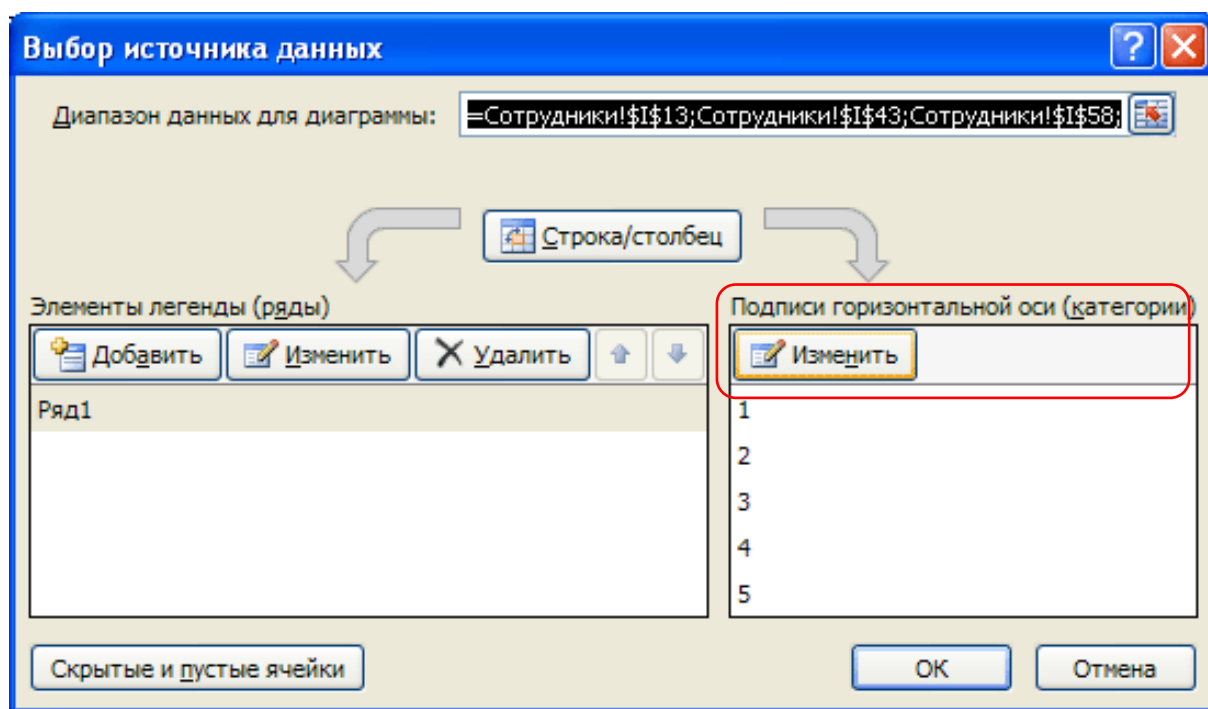 Выбор источника данных
Диапазон данных для диаграммы: =Сотрудники!$I$13;Сотрудники!$I$43;Сотрудники!$I$58;
Строка/столбец
Элементы легенды (ряды)
Добавить Изменить Удалить
Ряд1
Подписи горизонтальной оси (категории)
Изменить
1
2
3
4
5
Скрытые и пустые ячейки OK Отмена